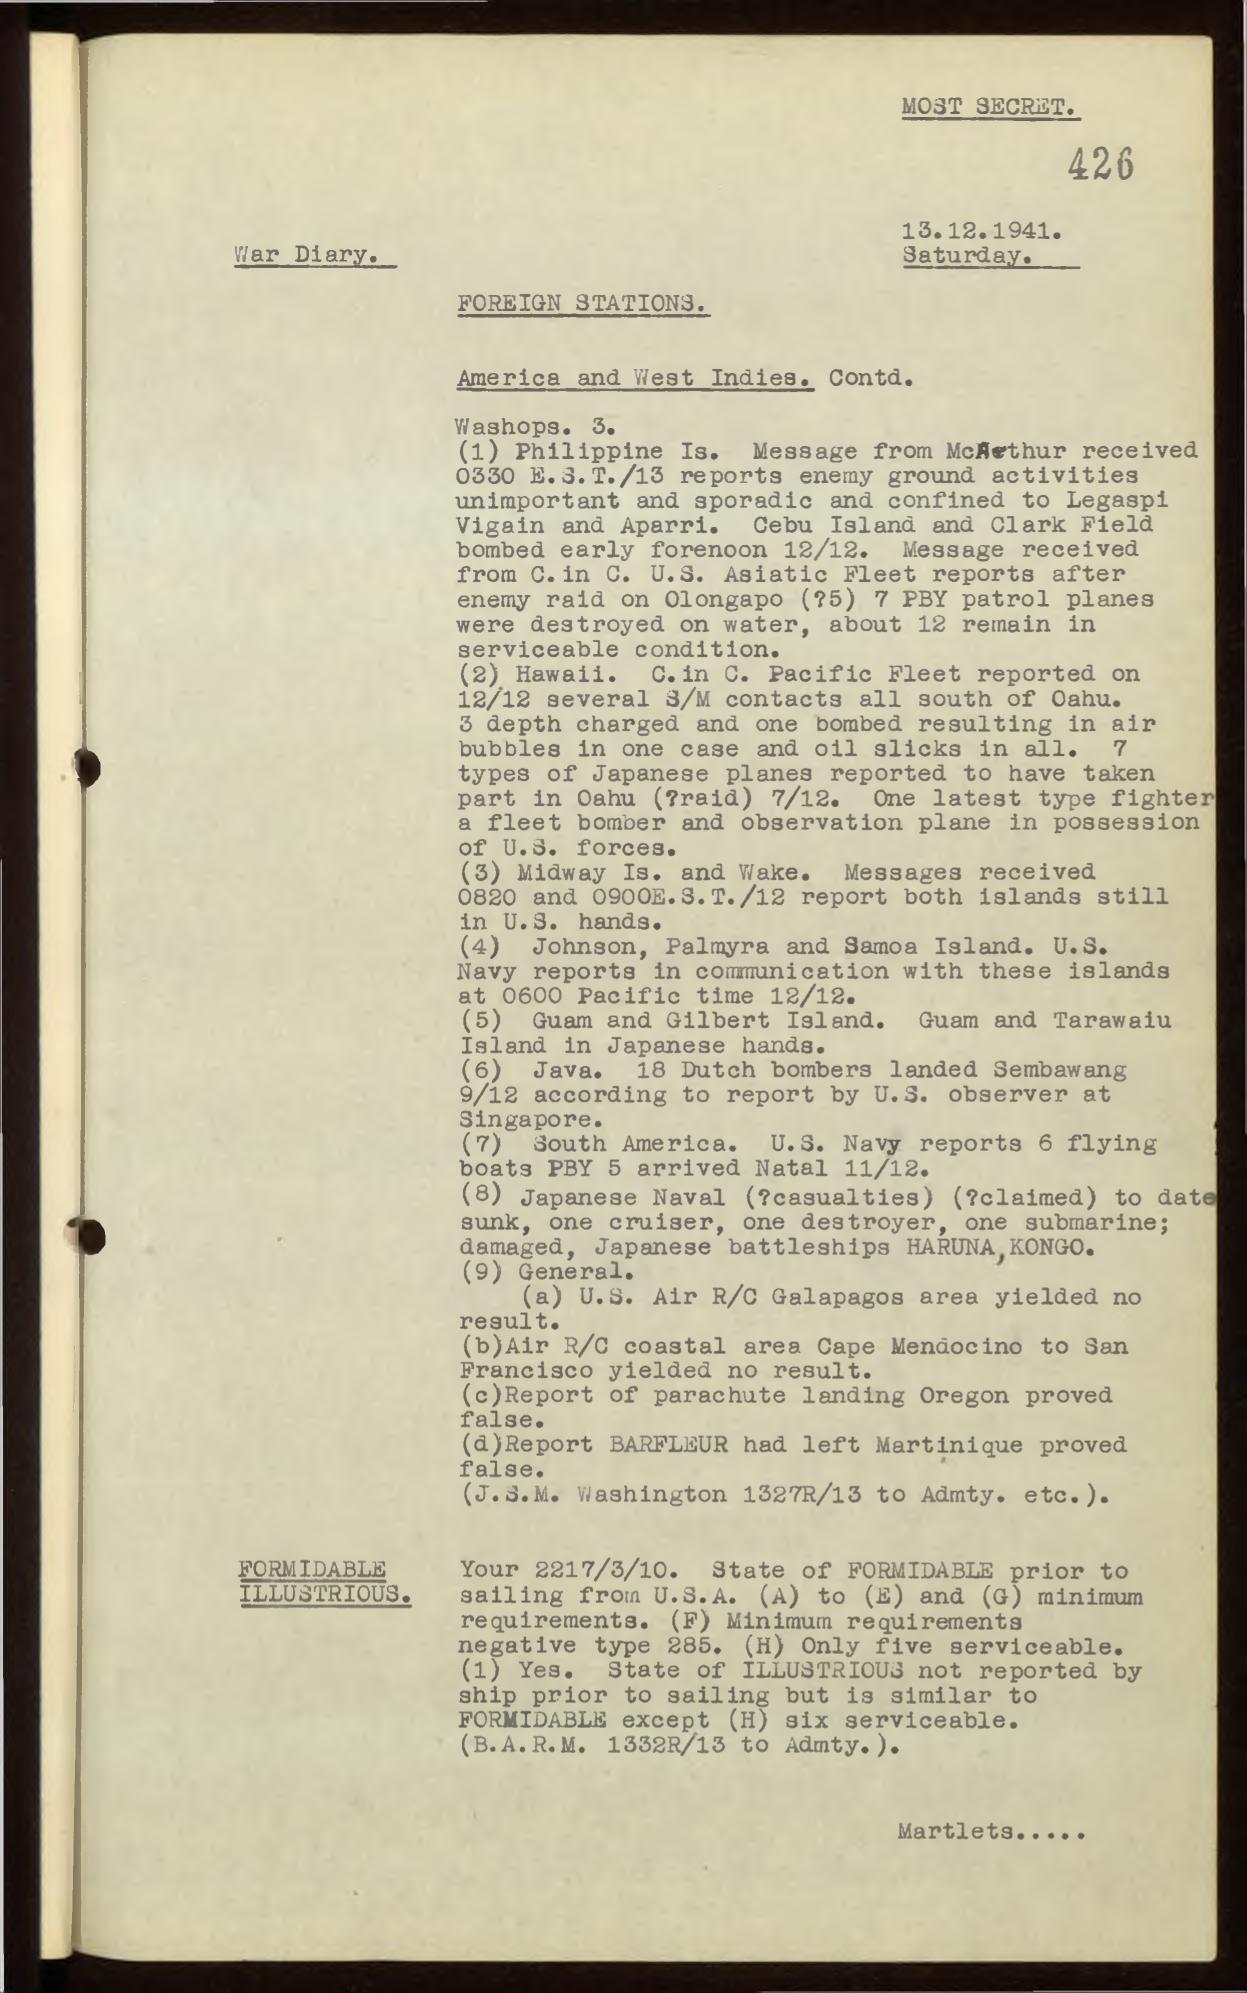 MOST SECRET.
426
13.12.1941.
War Diary.
Saturday.
FOREIGN STATIONS.
America and West Indies. Contd.
Washops. 3.
(1) Philippine Is. Message from McArthur received
0330 E.S.T./13 reports enemy ground activities
unimportant and sporadic and confined to Legaspi
Vigain and Aparri. Cebu Island and Clark Field
bombed early forenoon 12/12. Message received
from C.in C. U.S. Asiatic Fleet reports after
enemy raid on Olongapo (?5) 7 PBY patrol planes
were destroyed on water, about 12 remain in
serviceable condition.
(2) Hawaii. C.in C. Pacific Fleet reported on
12/12 several S/M contacts all south of Oahu.
3 depth charged and one bombed resulting in air
bubbles in one case and oil slicks in all. 7
types of Japanese planes reported to have taken
part in Oahu (?raid) 7/12. One latest type fighter
a fleet bomber and observation plane in possession
of U.S. forces.
(3) Midway Is. and Wake. Messages received
0820 and 0900E.S.T./12 report both islands still
in U.S. hands.
(4) Johnson, Palmyra and Samoa Island. U.S.
Navy reports in communication with these islands
at 0600 Pacific time 12/12.
(5) Guam and Gilbert Island. Guam and Tarawaiu
Island in Japanese hands.
(6) Java. 18 Dutch bombers landed Sembawang
9/12 according to report by U.S. observer at
Singapore.
(7) South America. U.S. Navy reports 6 flying
boats PBY 5 arrived Natal 11/12.
(8) Japanese Naval (?casualties) (?claimed) to date
sunk, one cruiser, one destroyer, one submarine;
damaged, Japanese battleships HARUNA,KONGO.
(9) General.
(a) U.S. Air R/C Galapagos area yielded no
result.
(b)Air R/C coastal area Cape Mendocino to San
Francisco yielded no result.
(c)Report of parachute landing Oregon proved
false.
(d)Report BARFLEUR had left Martinique proved
false.
(J.S.M. Washington 1327R/13 to Admty. etc.).
FORMIDABLE
ILLUSTRIOUS.
Your 2217/3/10. State of FORMIDABLE prior to
sailing from U.S.A. (A) to (E) and (G) minimum
requirements. (F) Minimum requirements
negative type 285. (H) Only five serviceable.
(1) Yes. State of ILLUSTRIOUS not reported by
ship prior to sailing but is similar to
FORMIDABLE except (H) six serviceable.
(B.A.R.M. 1332R/13 to Admty.).
Martlets.....